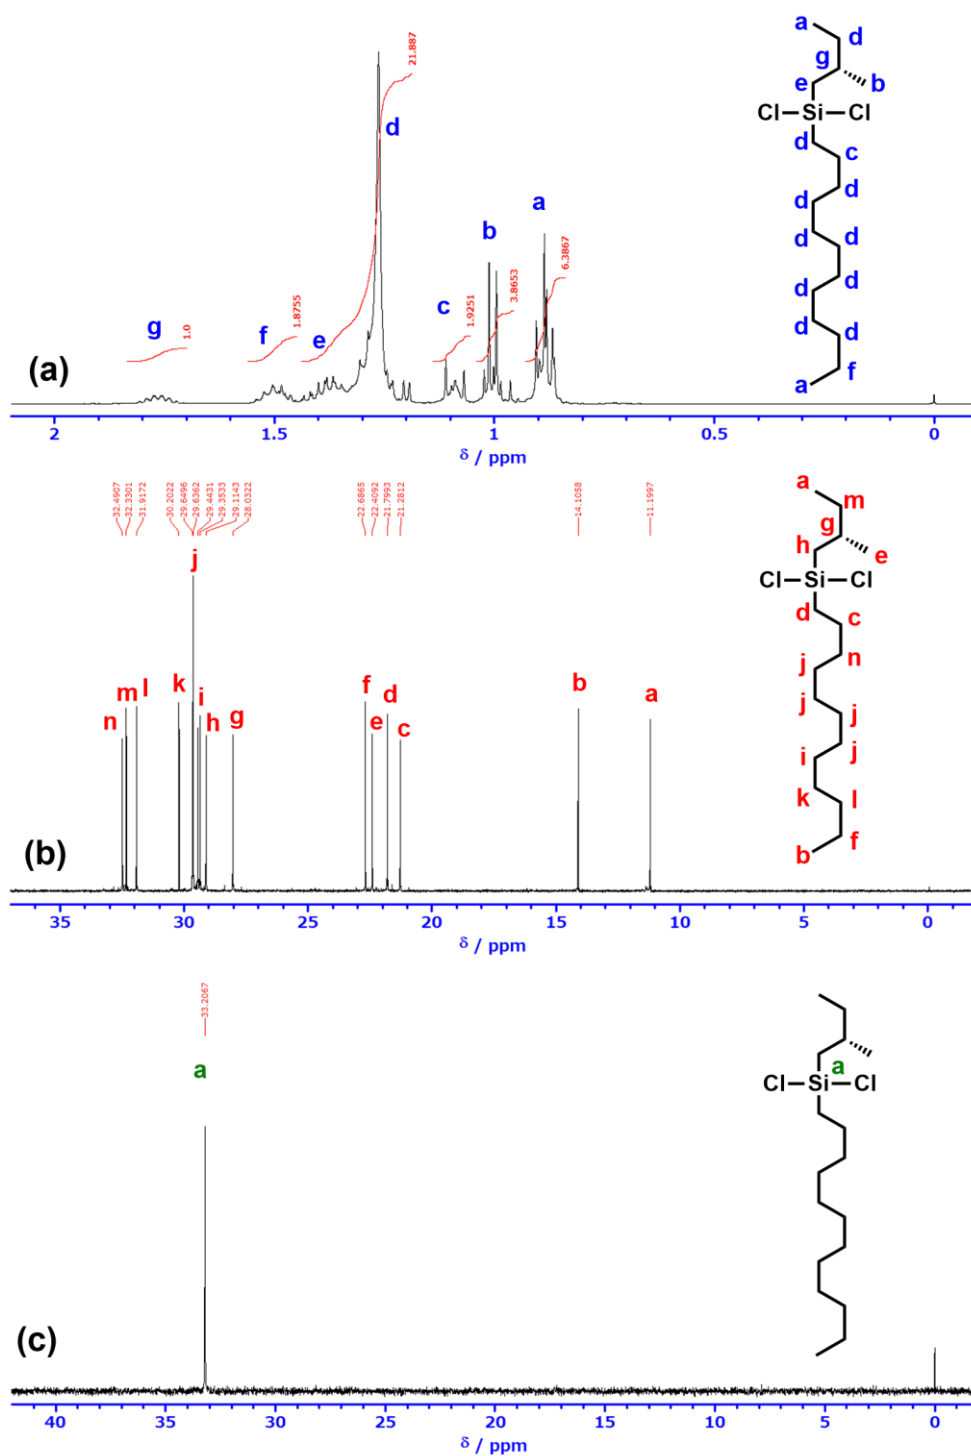 21.887
d
g
1.0
f
1.8755
e
c
1.9251
b
3.8653
a
6.3867
(a)
a
d
g
e
b
Cl
Si
Cl
d
c
d
d
d
d
d
d
d
d
d
f
a
2
1.5
1
0.5
0
δ / ppm
32.4907
32.3301
31.9172
30.2022
29.6496
29.6362
29.4431
29.3533
29.1143
28.0322
22.6865
22.4092
21.7993
21.2812
14.1058
11.1997
n
m
l
k
j
i
h
g
f
e
d
c
b
a
(b)
a
m
g
h
e
Cl
Si
Cl
d
c
n
j
j
j
j
i
k
l
f
b
35
30
25
20
15
10
5
0
δ / ppm
33.2067
a
(c)
a
Cl
Si
Cl
40
35
30
25
20
15
10
5
0
δ / ppm